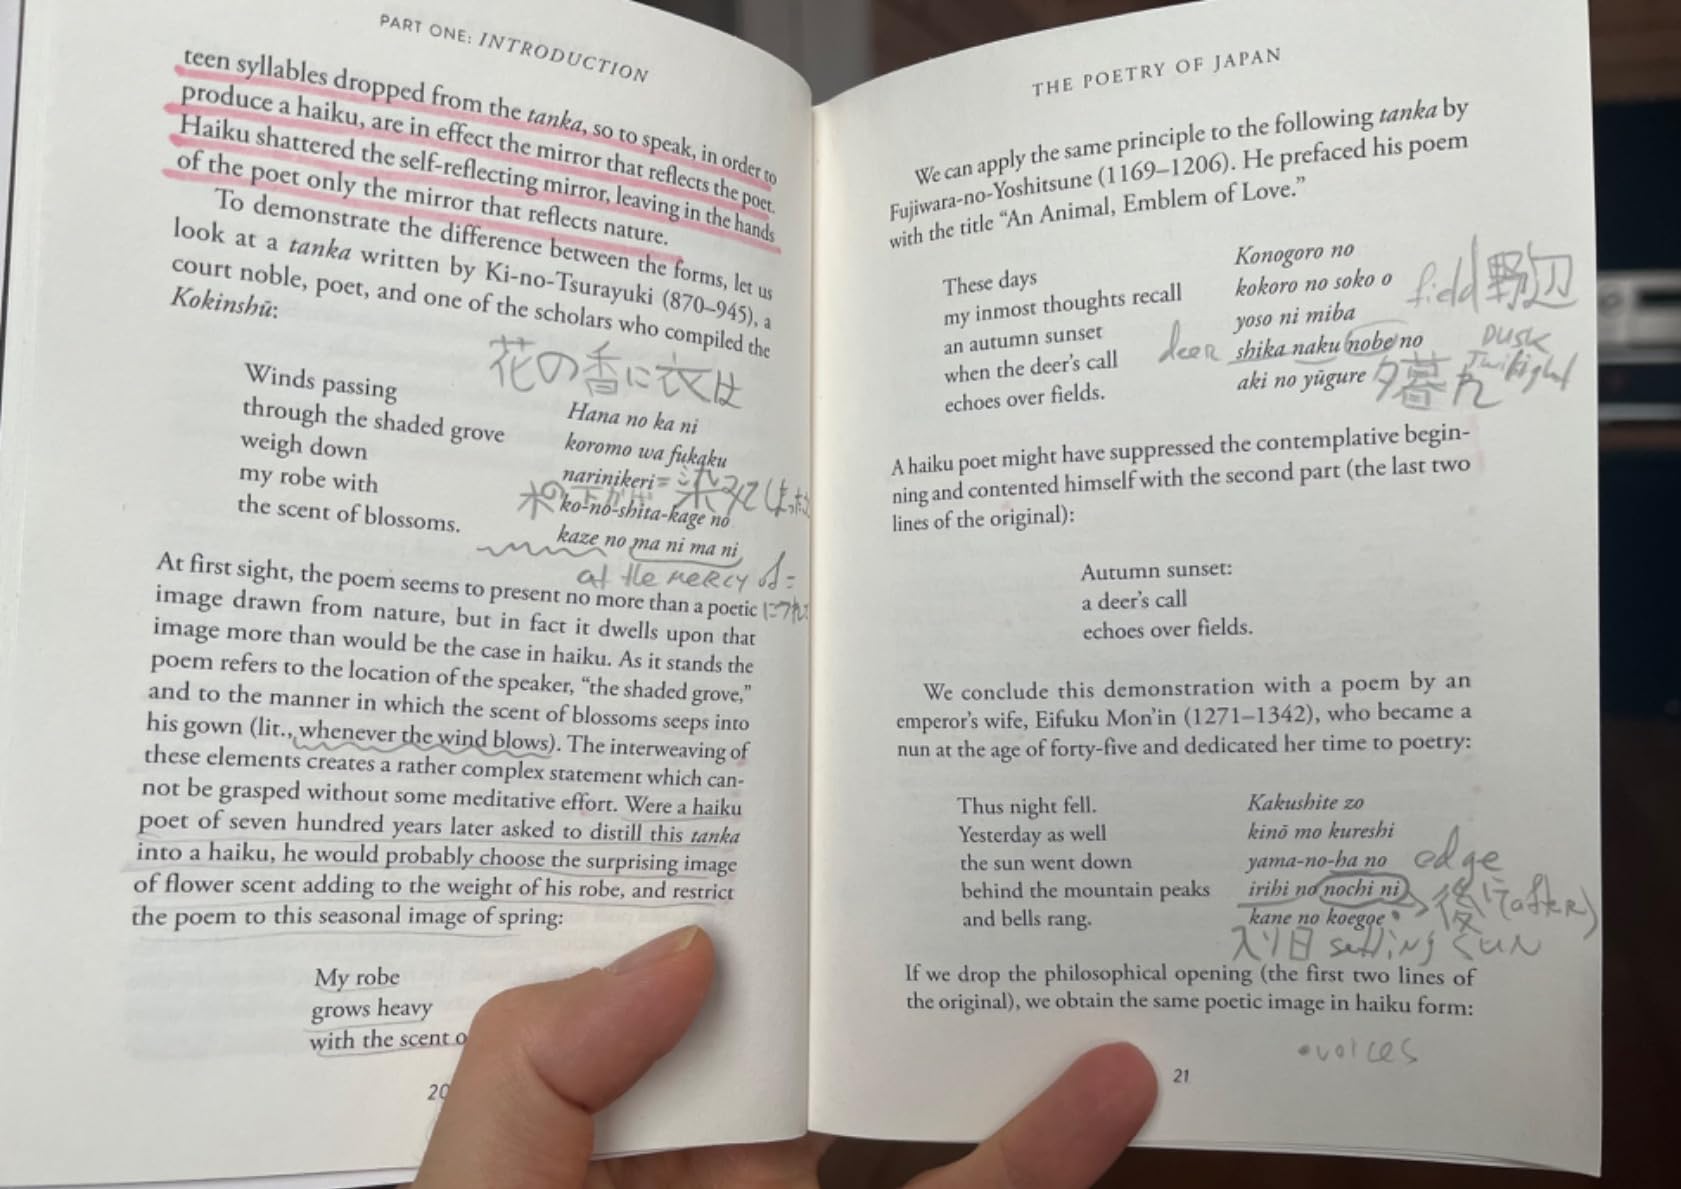 PART ONE: INTRODUCTION
teen syllables dropped from the tanka, so to speak, in order to
produce a haiku, are in effect the mirror that reflects the poet.
Haiku shattered the self-reflecting mirror, leaving in the hands
of the poet only the mirror that reflects nature.
To demonstrate the difference between the forms, let us
look at a tanka written by Ki-no-Tsurayuki (870–945), a
court noble, poet, and one of the scholars who compiled the
Kokinshū:
花の香に衣は
Winds passing
through the shaded grove
weigh down
my robe with
the scent of blossoms.
Hana no ka ni
koromo wa fukaku
narinikeri=
ko-no-shita-kage no
kaze no ma ni ma ni
at the mercy of =
At first sight, the poem seems to present no more than a poetic
image drawn from nature, but in fact it dwells upon that
image more than would be the case in haiku. As it stands the
poem refers to the location of the speaker, “the shaded grove,”
and to the manner in which the scent of blossoms seeps into
his gown (lit., whenever the wind blows). The interweaving of
these elements creates a rather complex statement which can-
not be grasped without some meditative effort. Were a haiku
poet of seven hundred years later asked to distill this tanka
into a haiku, he would probably choose the surprising image
of flower scent adding to the weight of his robe, and restrict
the poem to this seasonal image of spring:
My robe
grows heavy
with the scent o
20
THE POETRY OF JAPAN
We can apply the same principle to the following tanka by
Fujiwara-no-Yoshitsune (1169–1206). He prefaced his poem
with the title “An Animal, Emblem of Love.”
These days
my inmost thoughts recall
an autumn sunset
when the deer’s call
echoes over fields.
Konogoro no
kokoro no soko o
yoso ni miba
shika naku nobe no
aki no yūgure
field 野辺
deer
Dusk
Twilight
夕暮れ
A haiku poet might have suppressed the contemplative begin-
ning and contented himself with the second part (the last two
lines of the original):
Autumn sunset:
a deer’s call
echoes over fields.
We conclude this demonstration with a poem by an
emperor’s wife, Eifuku Mon’in (1271–1342), who became a
nun at the age of forty-five and dedicated her time to poetry:
Thus night fell.
Yesterday as well
the sun went down
behind the mountain peaks
and bells rang.
Kakushite zo
kinō mo kureshi
yama-no-ha no
irihi no nochi ni
kane no koegoe
edge
後に(after)
入り日 setting sun
If we drop the philosophical opening (the first two lines of
the original), we obtain the same poetic image in haiku form:
•voices
21